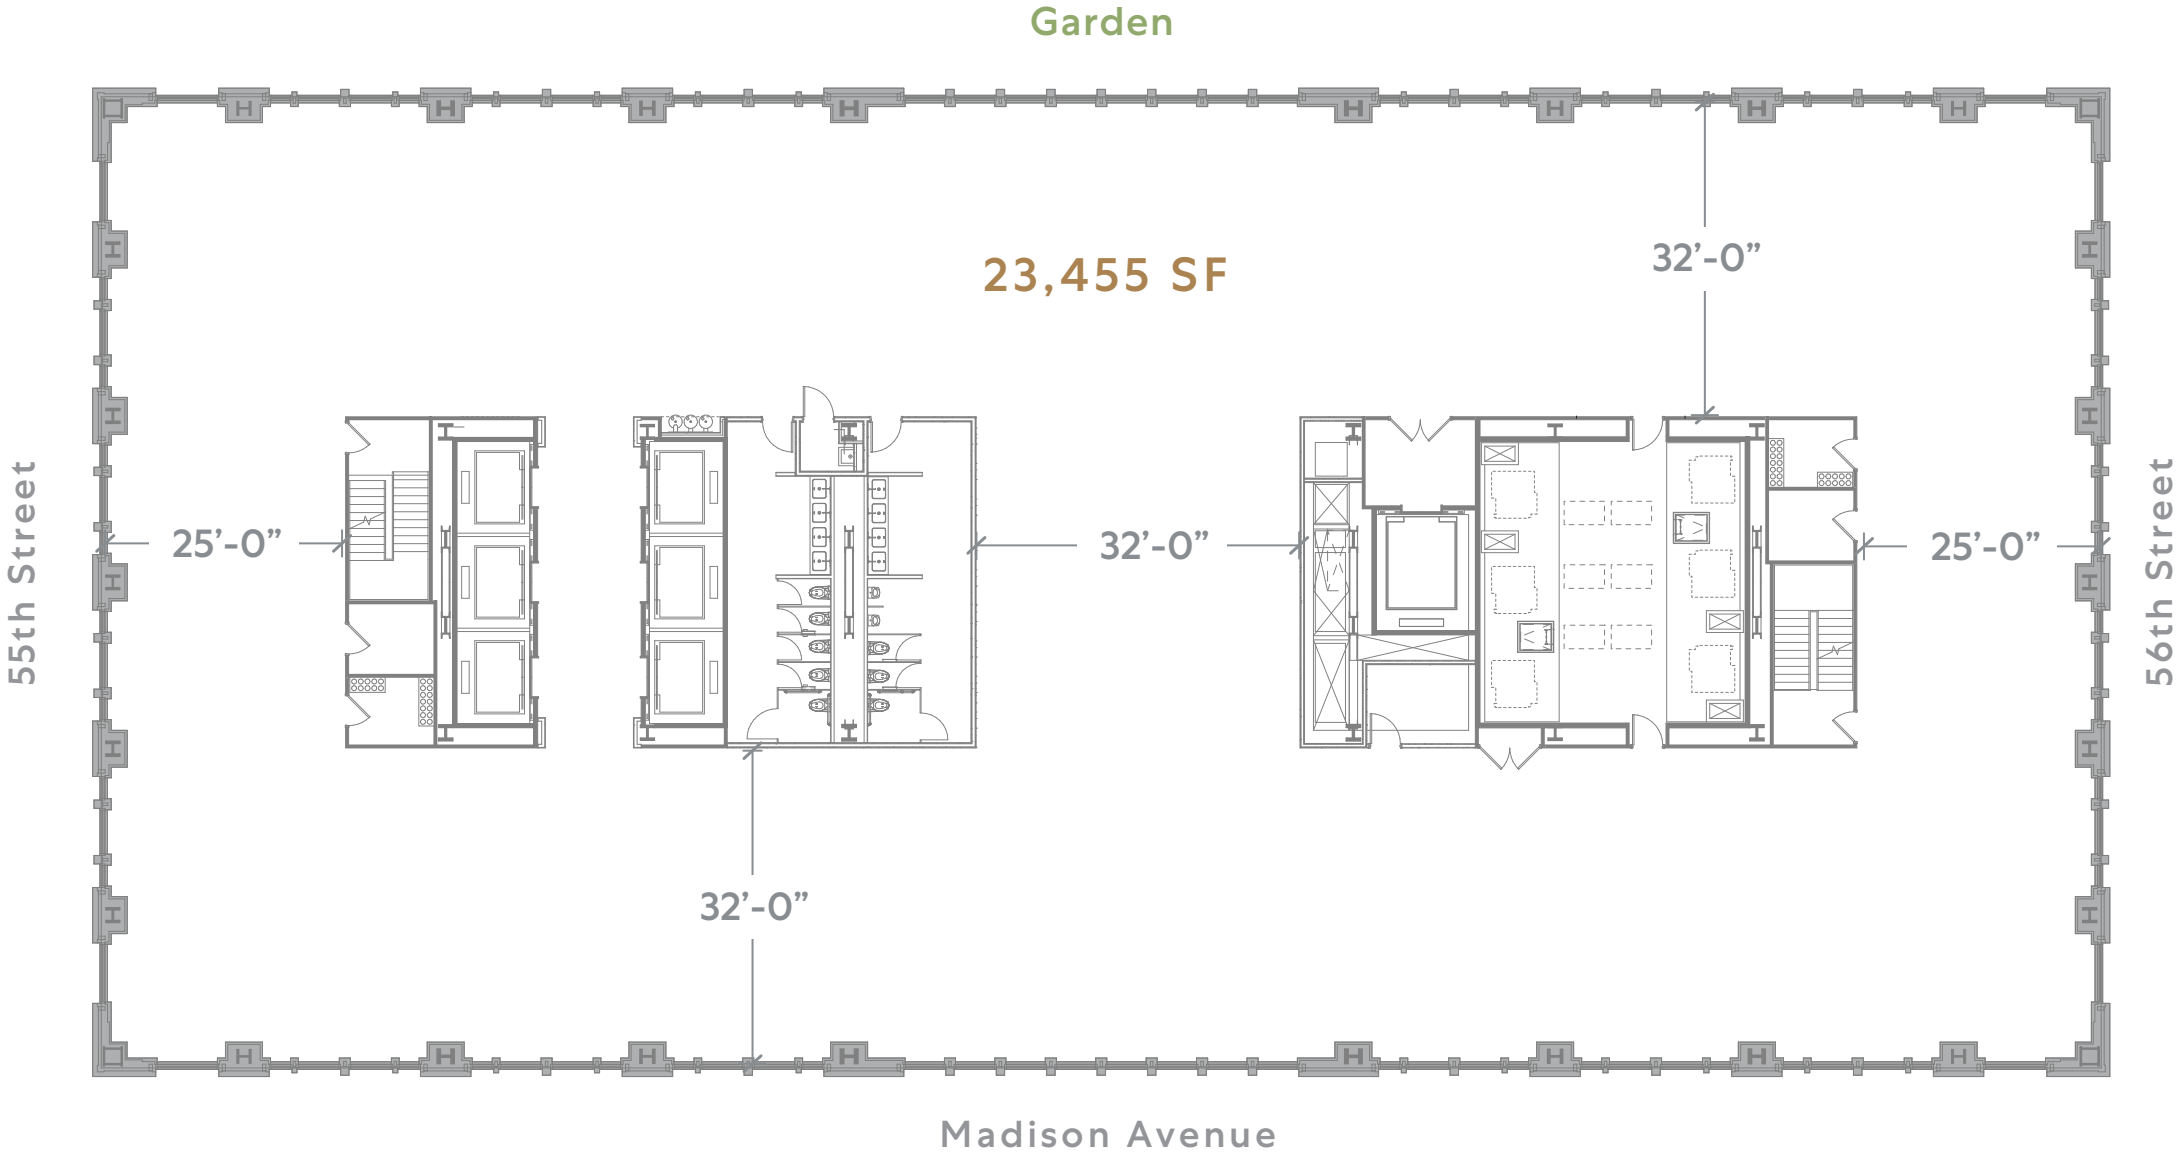 Garden
23,455 SF
32’-0”
55th Street
25’-0”
32’-0”
25’-0”
56th Street
32’-0”
Madison Avenue